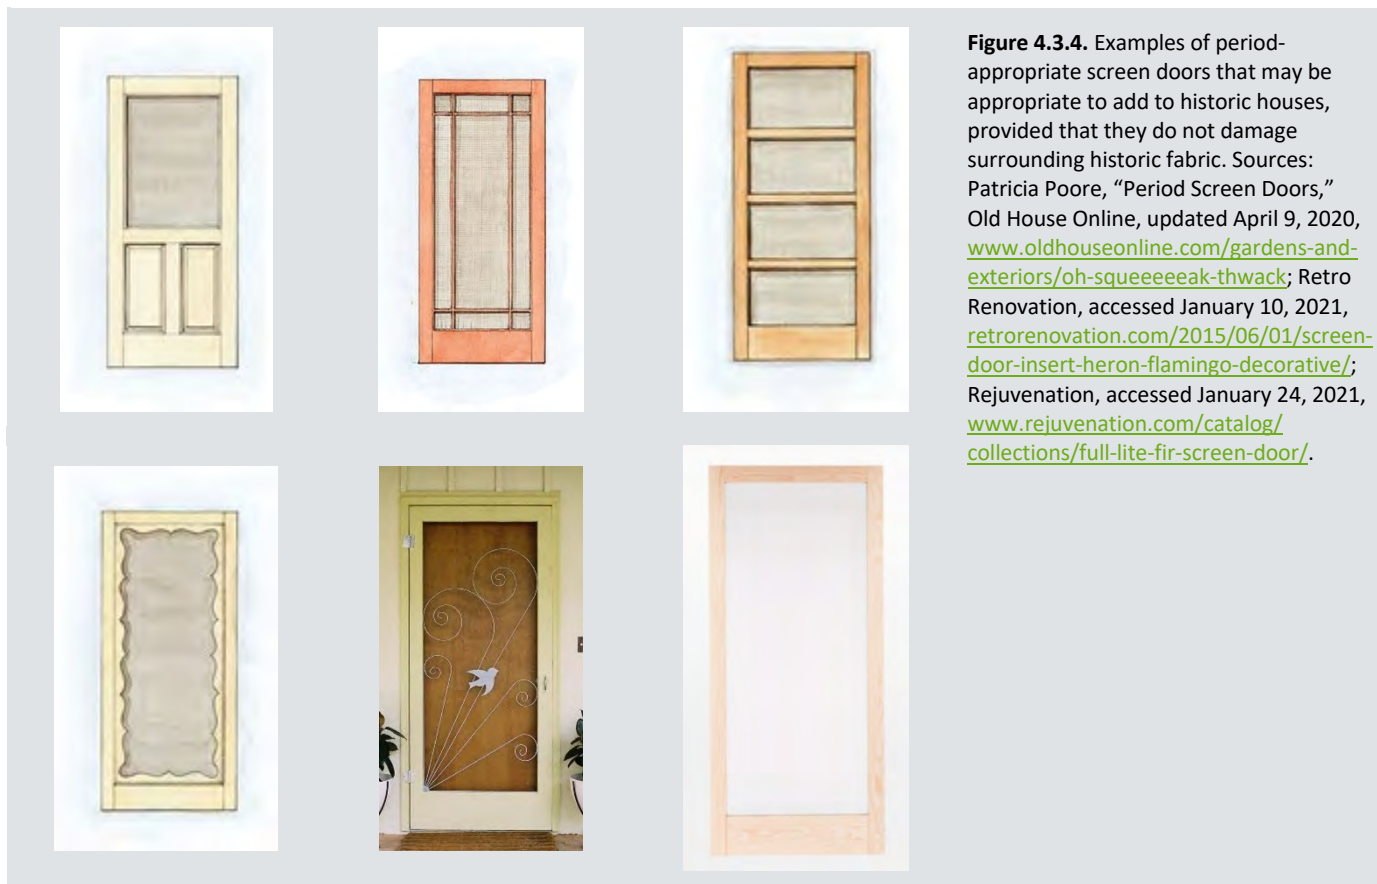 Figure 4.3.4. Examples of period-
appropriate screen doors that may be
appropriate to add to historic houses,
provided that they do not damage
surrounding historic fabric. Sources:
Patricia Poore, “Period Screen Doors,”
Old House Online, updated April 9, 2020,
www.oldhouseonline.com/gardens-and-
exteriors/oh-squeeeeeak-thwack; Retro
Renovation, accessed January 10, 2021,
retrorenovation.com/2015/06/01/screen-
door-insert-heron-flamingo-decorative/;
Rejuvenation, accessed January 24, 2021,
www.rejuvenation.com/catalog/
collections/full-lite-fir-screen-door/.